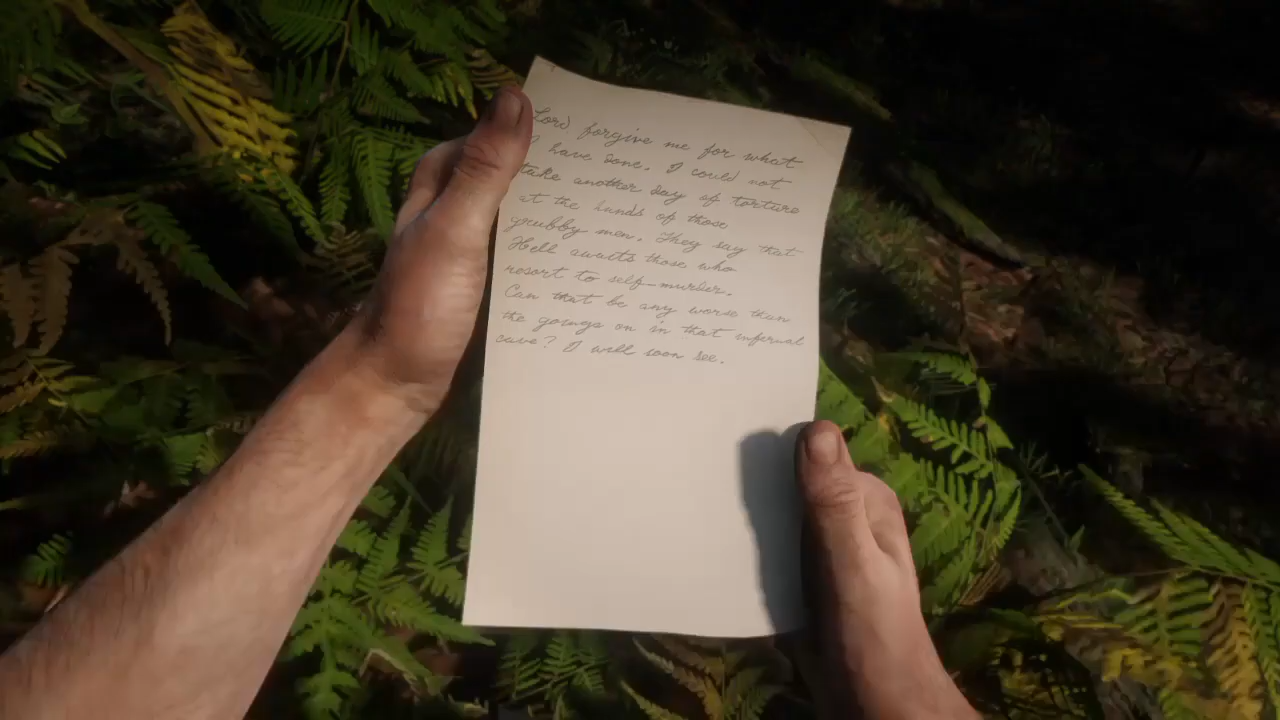 Lord forgive me for what
I have done. I could not
take another day of torture
at the hands of those
grubby men. They say that
Hell awaits those who
resort to self-murder.
Can that be any worse than
the goings on in that infernal
cave? I will soon see.